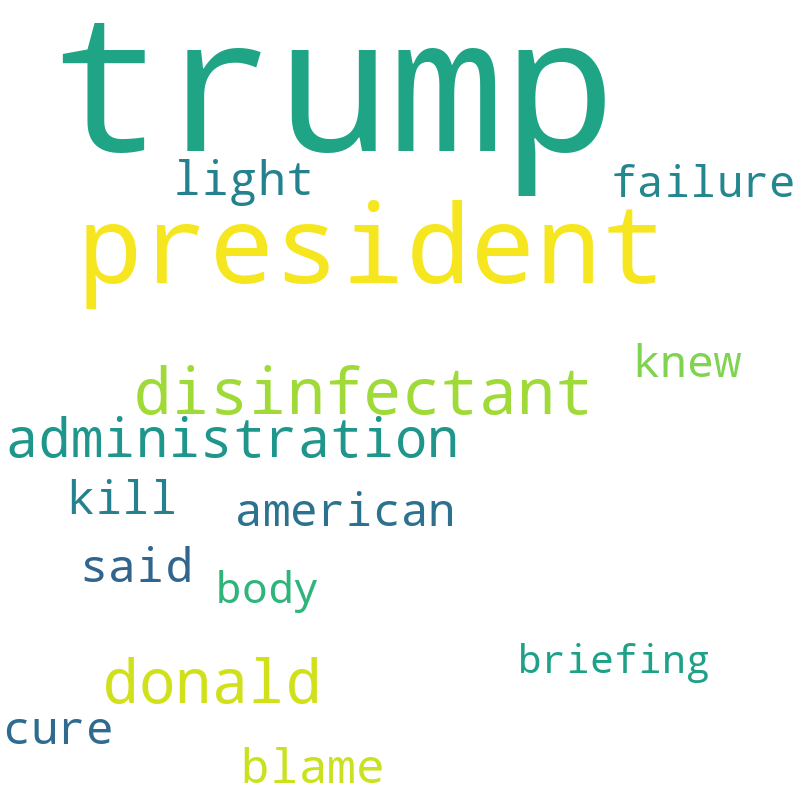 trump
light
failure
president
knew
disinfectant
administration
kill
american
said
body
briefing
donald
cure
blame